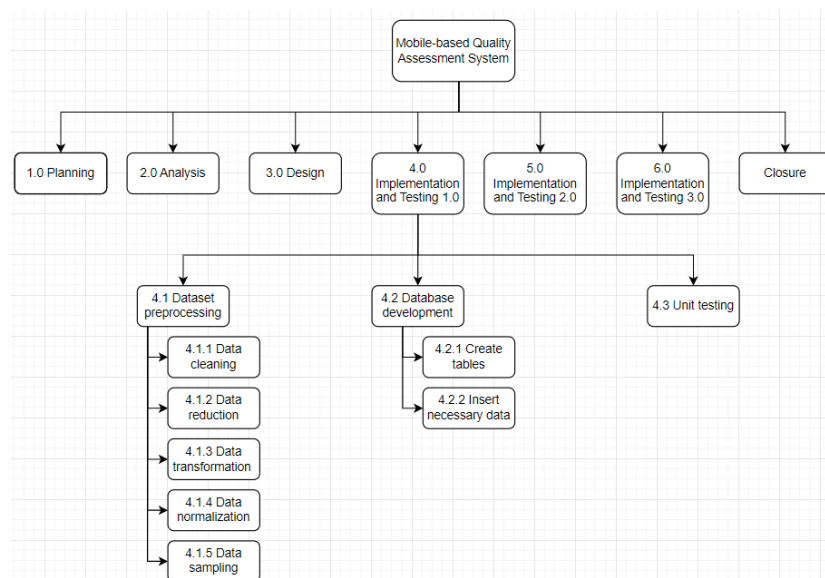 Mobile-based Quality
Assessment System
1.0 Planning
2.0 Analysis
3.0 Design
4.0
Implementation
and Testing 1.0
5.0
Implementation
and Testing 2.0
6.0
Implementation
and Testing 3.0
Closure
4.1 Dataset
preprocessing
4.2 Database
development
4.3 Unit testing
4.1.1 Data
cleaning
4.1.2 Data
reduction
4.1.3 Data
transformation
4.1.4 Data
normalization
4.1.5 Data
sampling
4.2.1 Create
tables
4.2.2 Insert
necessary data